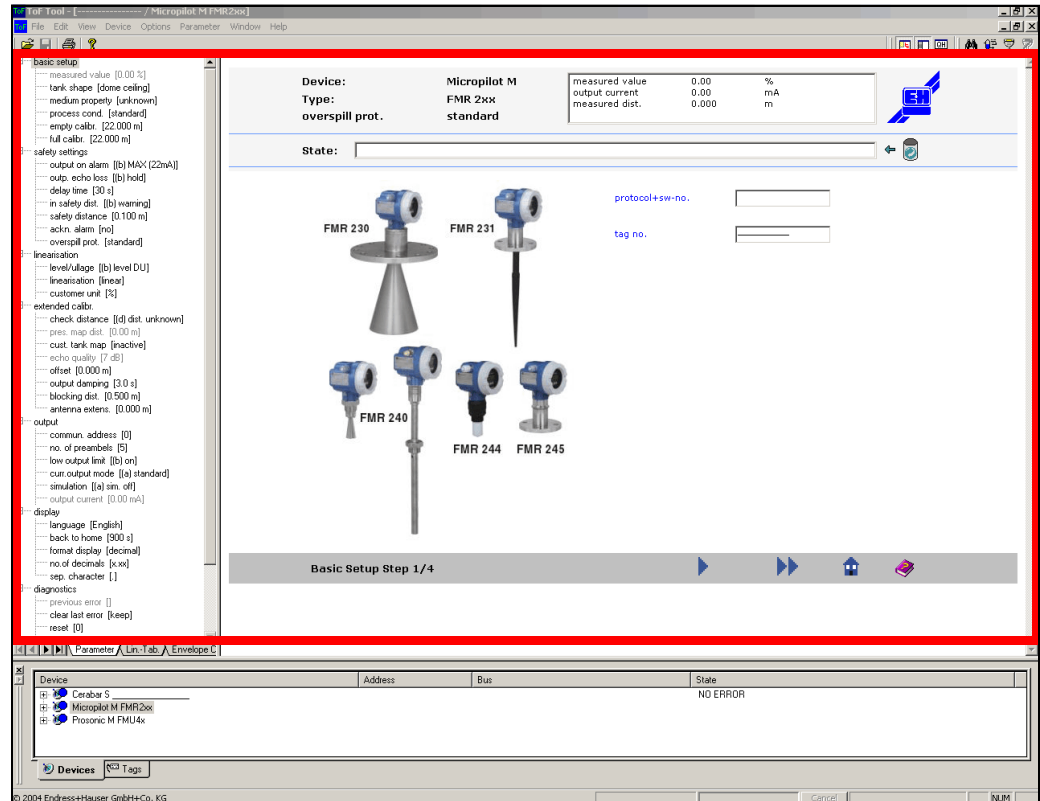 ToF Tool - [--------------- / Micropilot M FMR2xx]
File Edit View Device Options Parameter Window Help
basic setup
measured value [0.00 %]
tank shape [dome ceiling]
medium property [unknown]
process cond. [standard]
empty calibr. [22.000 m]
full calibr. [22.000 m]
safety settings
output on alarm [(b) MAX (22mA)]
outp. echo loss [(b) hold]
delay time [30 s]
in safety dist. [(b) warning]
safety distance [0.100 m]
ackn. alarm [no]
overspill prot. [standard]
linearisation
level/ullage [(b) level DU]
linearisation [linear]
customer unit [%]
extended calibr.
check distance [(d) dist. unknown]
pres. map dist. [0.00 m]
cust. tank map [inactive]
echo quality [7 dB]
offset [0.000 m]
output damping [3.0 s]
blocking dist. [0.500 m]
antenna extens. [0.000 m]
output
commun. address [0]
no. of preambels [5]
low output limit [(b) on]
curr.output mode [(a) standard]
simulation [(a) sim. off]
output current [0.00 mA]
display
language [English]
back to home [900 s]
format display [decimal]
no.of decimals [x.xx]
sep. character [.]
diagnostics
previous error []
clear last error [keep]
reset [0]
Parameter Lin.-Tab. Envelope C
Device: Micropilot M
Type: FMR 2xx
overspill prot. standard
measured value 0.00 %
output current 0.00 mA
measured dist. 0.000 m
EH
State:
protocol+sw-no.
tag no.
FMR 230
FMR 231
FMR 240
FMR 244
FMR 245
Basic Setup Step 1/4
Device Address Bus State
Cerabar S NO ERROR
Micropilot M FMR2xx
Prosonic M FMU4x
Devices Tags
© 2004 Endress+Hauser GmbH+Co. KG
Cancel
NUM